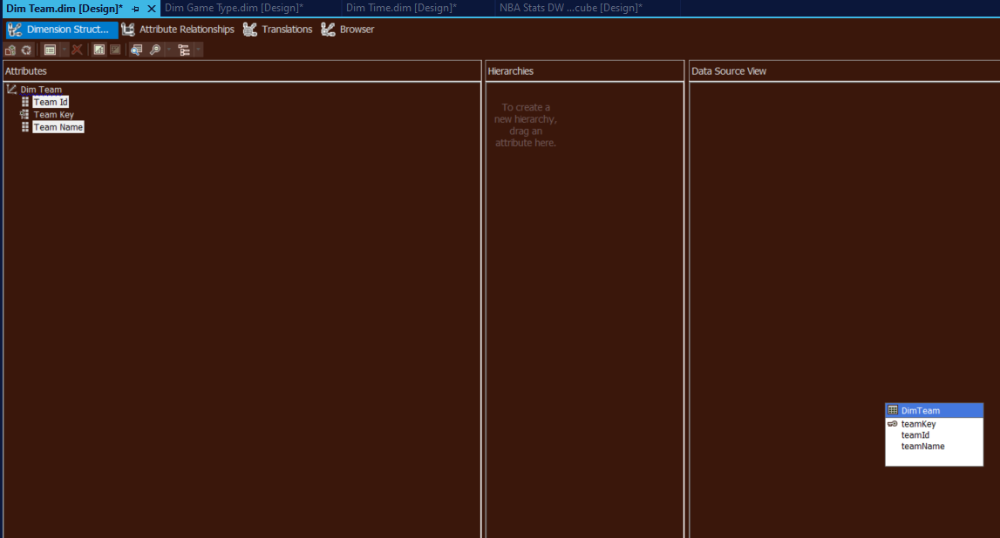 Dim Team.dim [Design]* Dim Game Type.dim [Design]* Dim Time.dim [Design]* NBA Stats DW ...cube [Design]*
Dimension Struct... Attribute Relationships Translations Browser
Attributes
Dim Team
Team Id
Team Key
Team Name
Hierarchies
To create a
new hierarchy,
drag an
attribute here.
Data Source View
DimTeam
teamKey
teamId
teamName